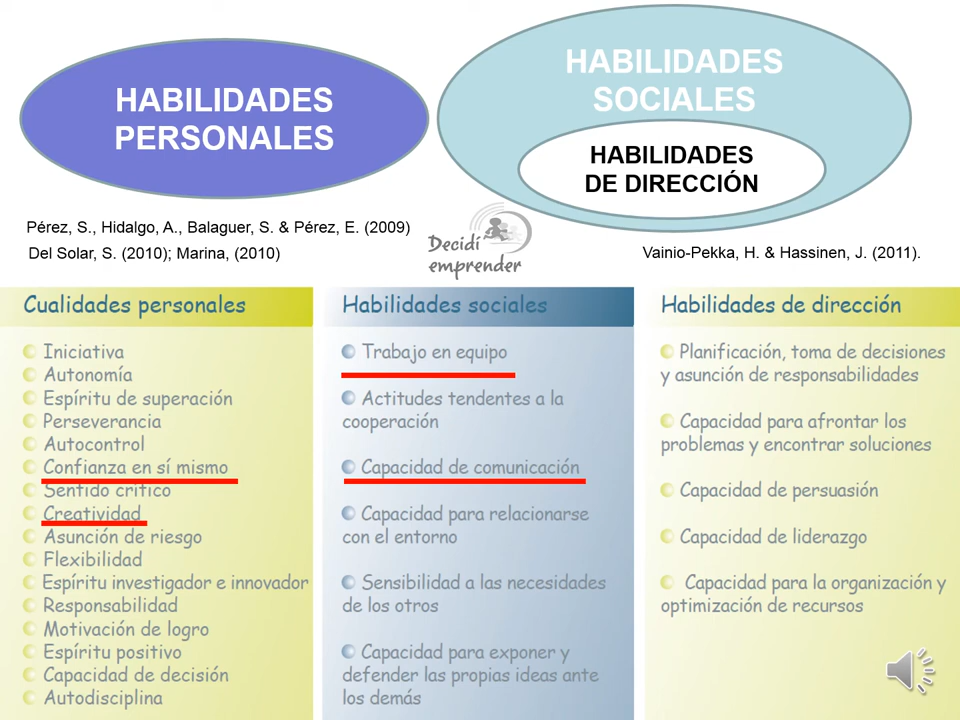 HABILIDADES
PERSONALES
HABILIDADES
SOCIALES
HABILIDADES
DE DIRECCIÓN
Pérez, S., Hidalgo, A., Balaguer, S. & Pérez, E. (2009)
Del Solar, S. (2010); Marina, (2010)
Decidí
emprender
Vainio-Pekka, H. & Hassinen, J. (2011).
Cualidades personales
Iniciativa
Autonomía
Espíritu de superación
Perseverancia
Autocontrol
Confianza en sí mismo
Sentido crítico
Creatividad
Asunción de riesgo
Flexibilidad
Espíritu investigador e innovador
Responsabilidad
Motivación de logro
Espíritu positivo
Capacidad de decisión
Autodisciplina
Habilidades sociales
Trabajo en equipo
Actitudes tendentes a la
cooperación
Capacidad de comunicación
Capacidad para relacionarse
con el entorno
Sensibilidad a las necesidades
de los otros
Capacidad para exponer y
defender las propias ideas ante
los demás
Habilidades de dirección
Planificación, toma de decisiones
y asunción de responsabilidades
Capacidad para afrontar los
problemas y encontrar soluciones
Capacidad de persuasión
Capacidad de liderazgo
Capacidad para la organización y
optimización de recursos